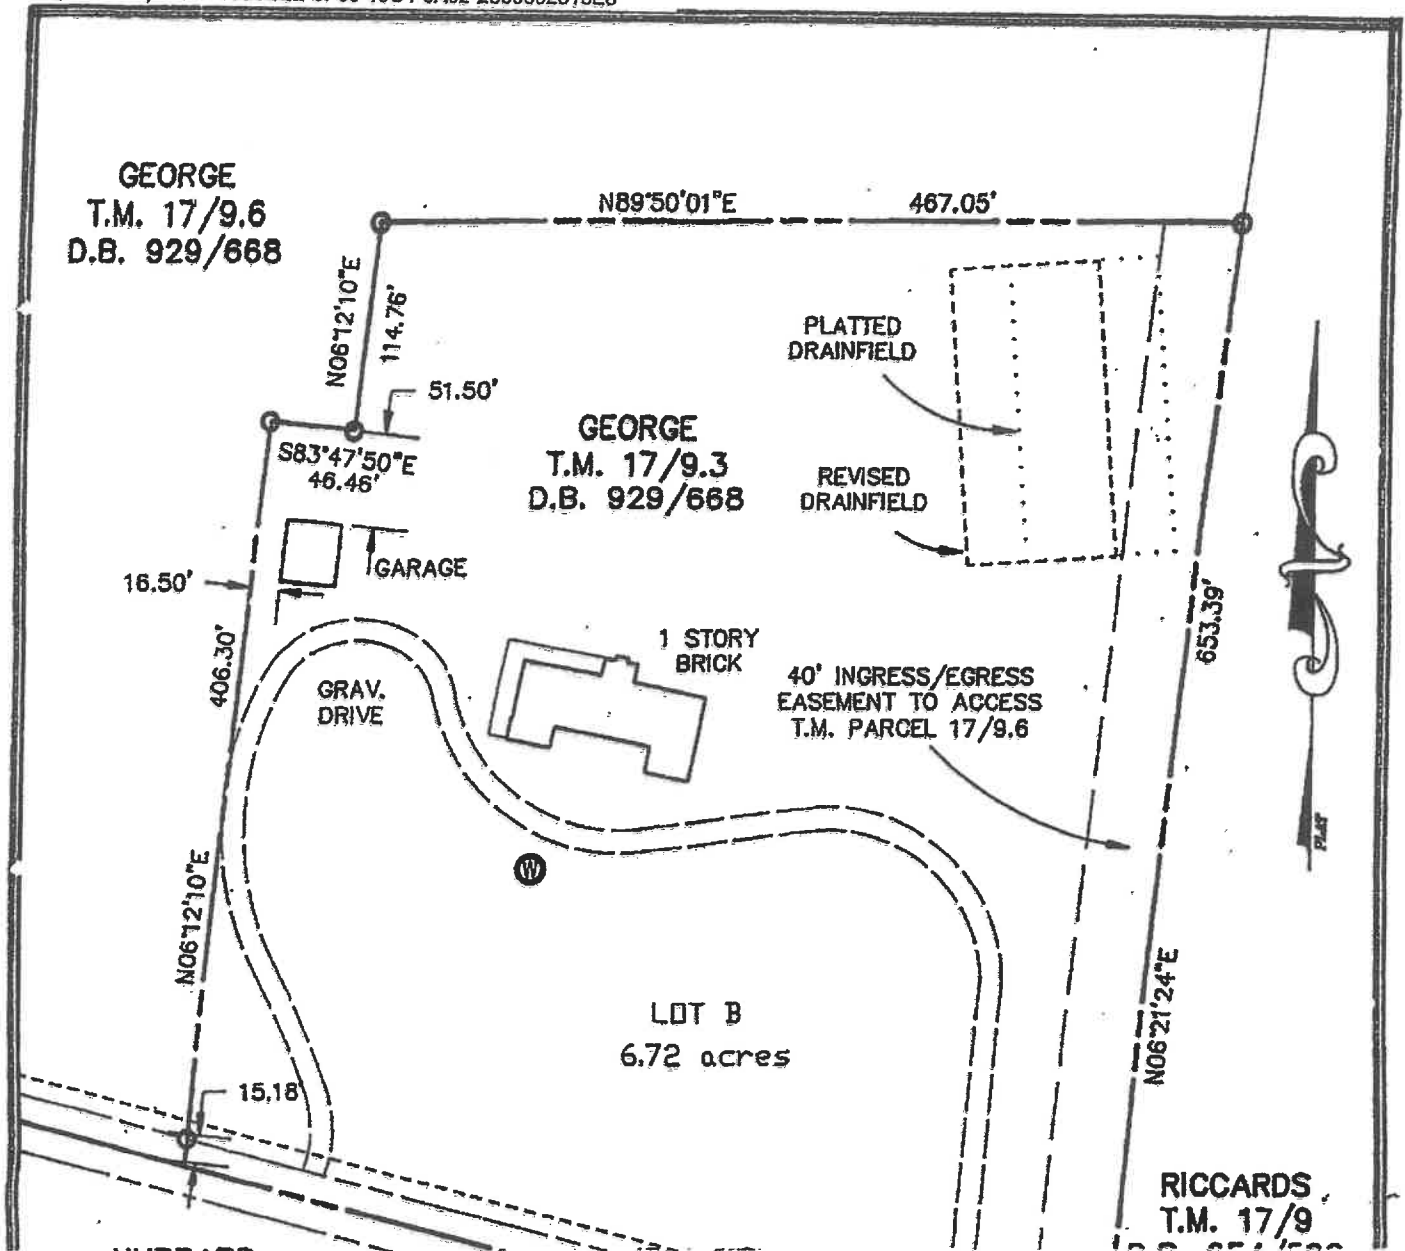 GEORGE
T.M. 17/9.6
D.B. 929/668
N89°50'01"E 467.05'
N06°12'10"E
114.76'
51.50'
S83°47'50"E
46.46'
GEORGE
T.M. 17/9.3
D.B. 929/668
PLATTED
DRAINFIELD
REVISED
DRAINFIELD
GARAGE
16.50'
406.30'
N06°12'10"E
GRAV.
DRIVE
1 STORY
BRICK
40' INGRESS/EGRESS
EASEMENT TO ACCESS
T.M. PARCEL 17/9.6
653.39'
N06°21'24"E
PLAT
W
LOT B
6.72 acres
15.18'
RICCARDS
T.M. 17/9